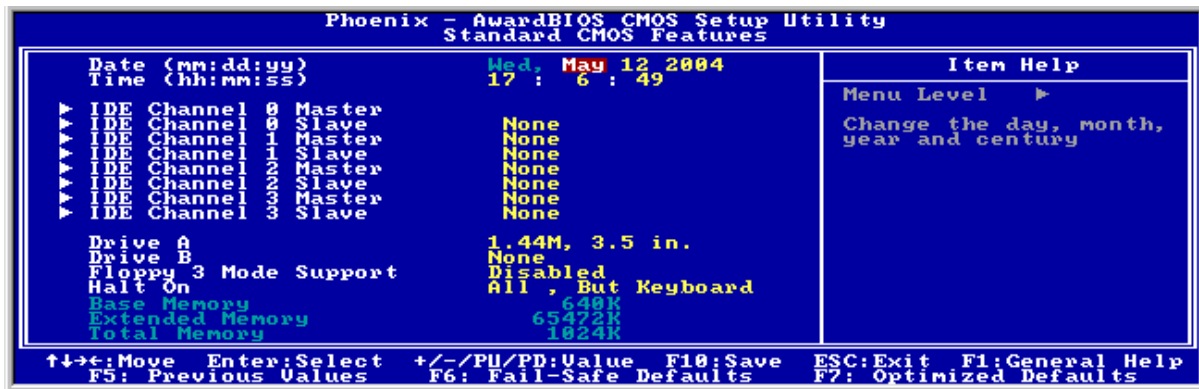 Phoenix - AwardBIOS CMOS Setup Utility
Standard CMOS Features
Date (mm:dd:yy) Wed, May 12 2004
Time (hh:mm:ss) 17 : 6 : 49
► IDE Channel 0 Master
► IDE Channel 0 Slave None
► IDE Channel 1 Master None
► IDE Channel 1 Slave None
► IDE Channel 2 Master None
► IDE Channel 2 Slave None
► IDE Channel 3 Master None
► IDE Channel 3 Slave None
Drive A 1.44M, 3.5 in.
Drive B None
Floppy 3 Mode Support Disabled
Halt On All , But Keyboard
Base Memory 640K
Extended Memory 65472K
Total Memory 1024K
Item Help
Menu Level ►
Change the day, month,
year and century
↑↓→←:Move Enter:Select +/-/PU/PD:Value F10:Save ESC:Exit F1:General Help
F5: Previous Values F6: Fail-Safe Defaults F7: Optimized Defaults